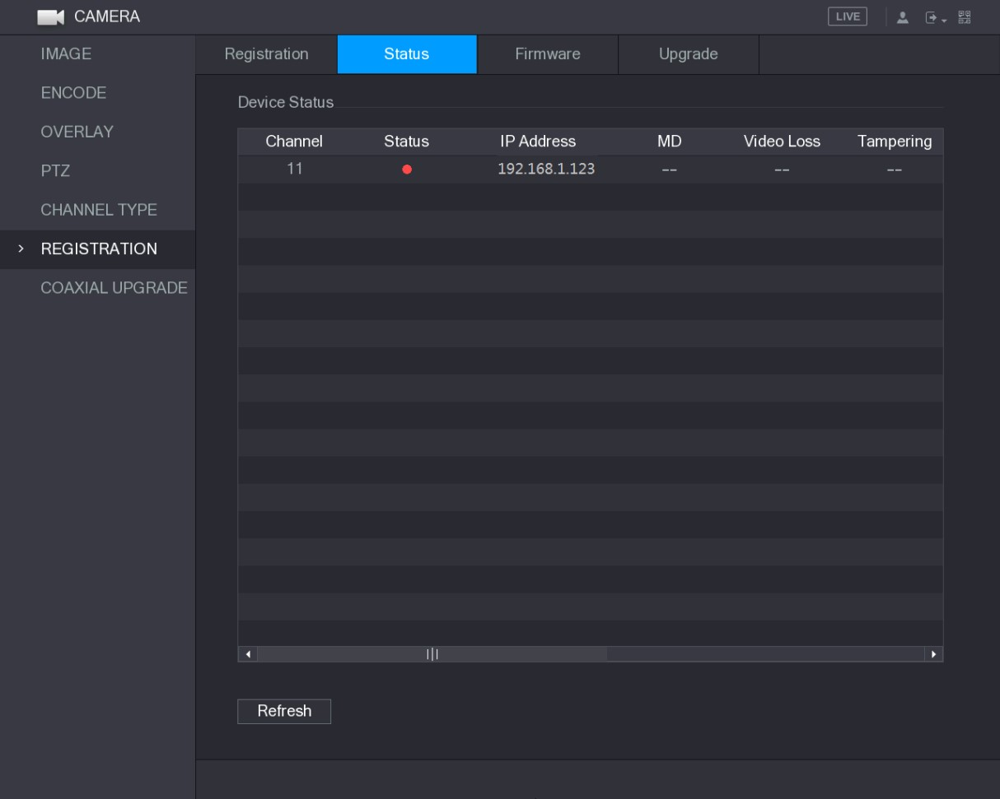 CAMERA
LIVE
IMAGE
ENCODE
OVERLAY
PTZ
CHANNEL TYPE
REGISTRATION
COAXIAL UPGRADE
Registration Status Firmware Upgrade
Device Status
Channel Status IP Address MD Video Loss Tampering
11 192.168.1.123 -- -- --
Refresh